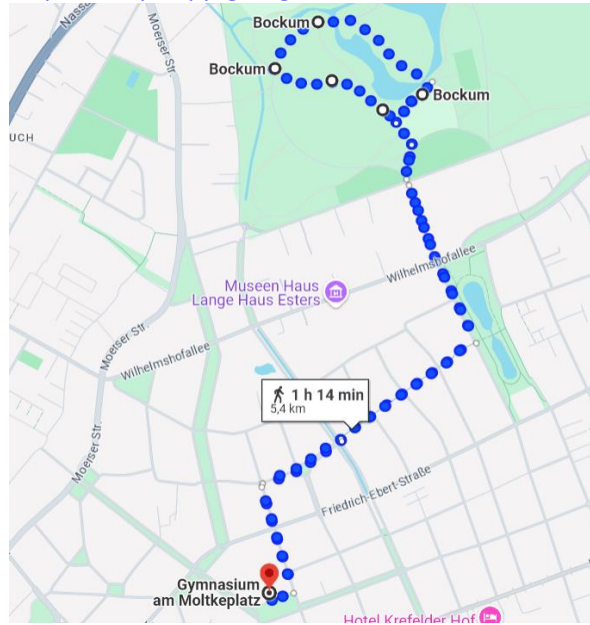 Bockum
Nassa
Moerser Str.
Bockum
Bockum
UCH
Wilhelmshofallee
Museen Haus
Lange Haus Esters
Moerser Str.
Wilhelmshofallee
1 h 14 min
5,4 km
Moerser Str.
Friedrich-Ebert-Straße
Gymnasium
am Moltkeplatz
Hotel Krefelder Hof